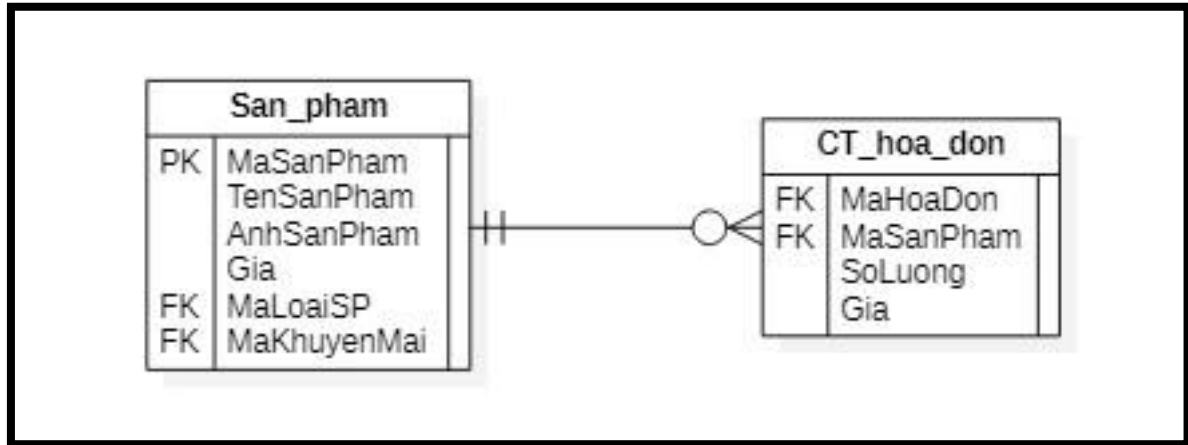 San_pham
PK MaSanPham
TenSanPham
AnhSanPham
Gia
FK MaLoaiSP
FK MaKhuyenMai
CT_hoa_don
FK MaHoaDon
FK MaSanPham
SoLuong
Gia